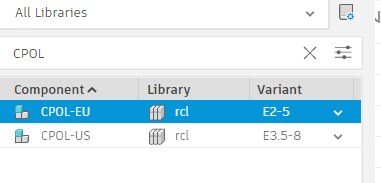 All Libraries
CPOL
Component Library Variant
CPOL-EU rcl E2-5
CPOL-US rcl E3.5-8